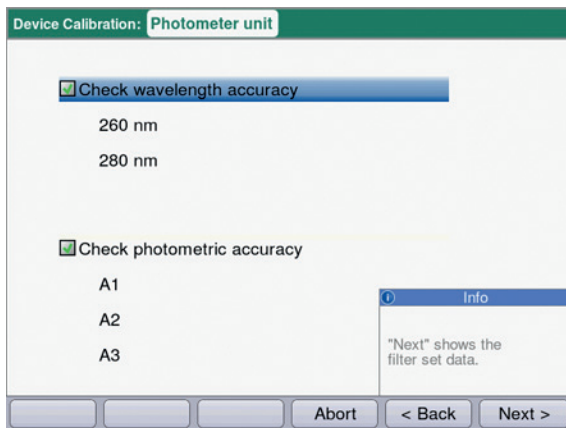 Device Calibration: Photometer unit
Check wavelength accuracy
260 nm
280 nm
Check photometric accuracy
A1
A2
A3
Info
"Next" shows the
filter set data.
Abort
< Back
Next >